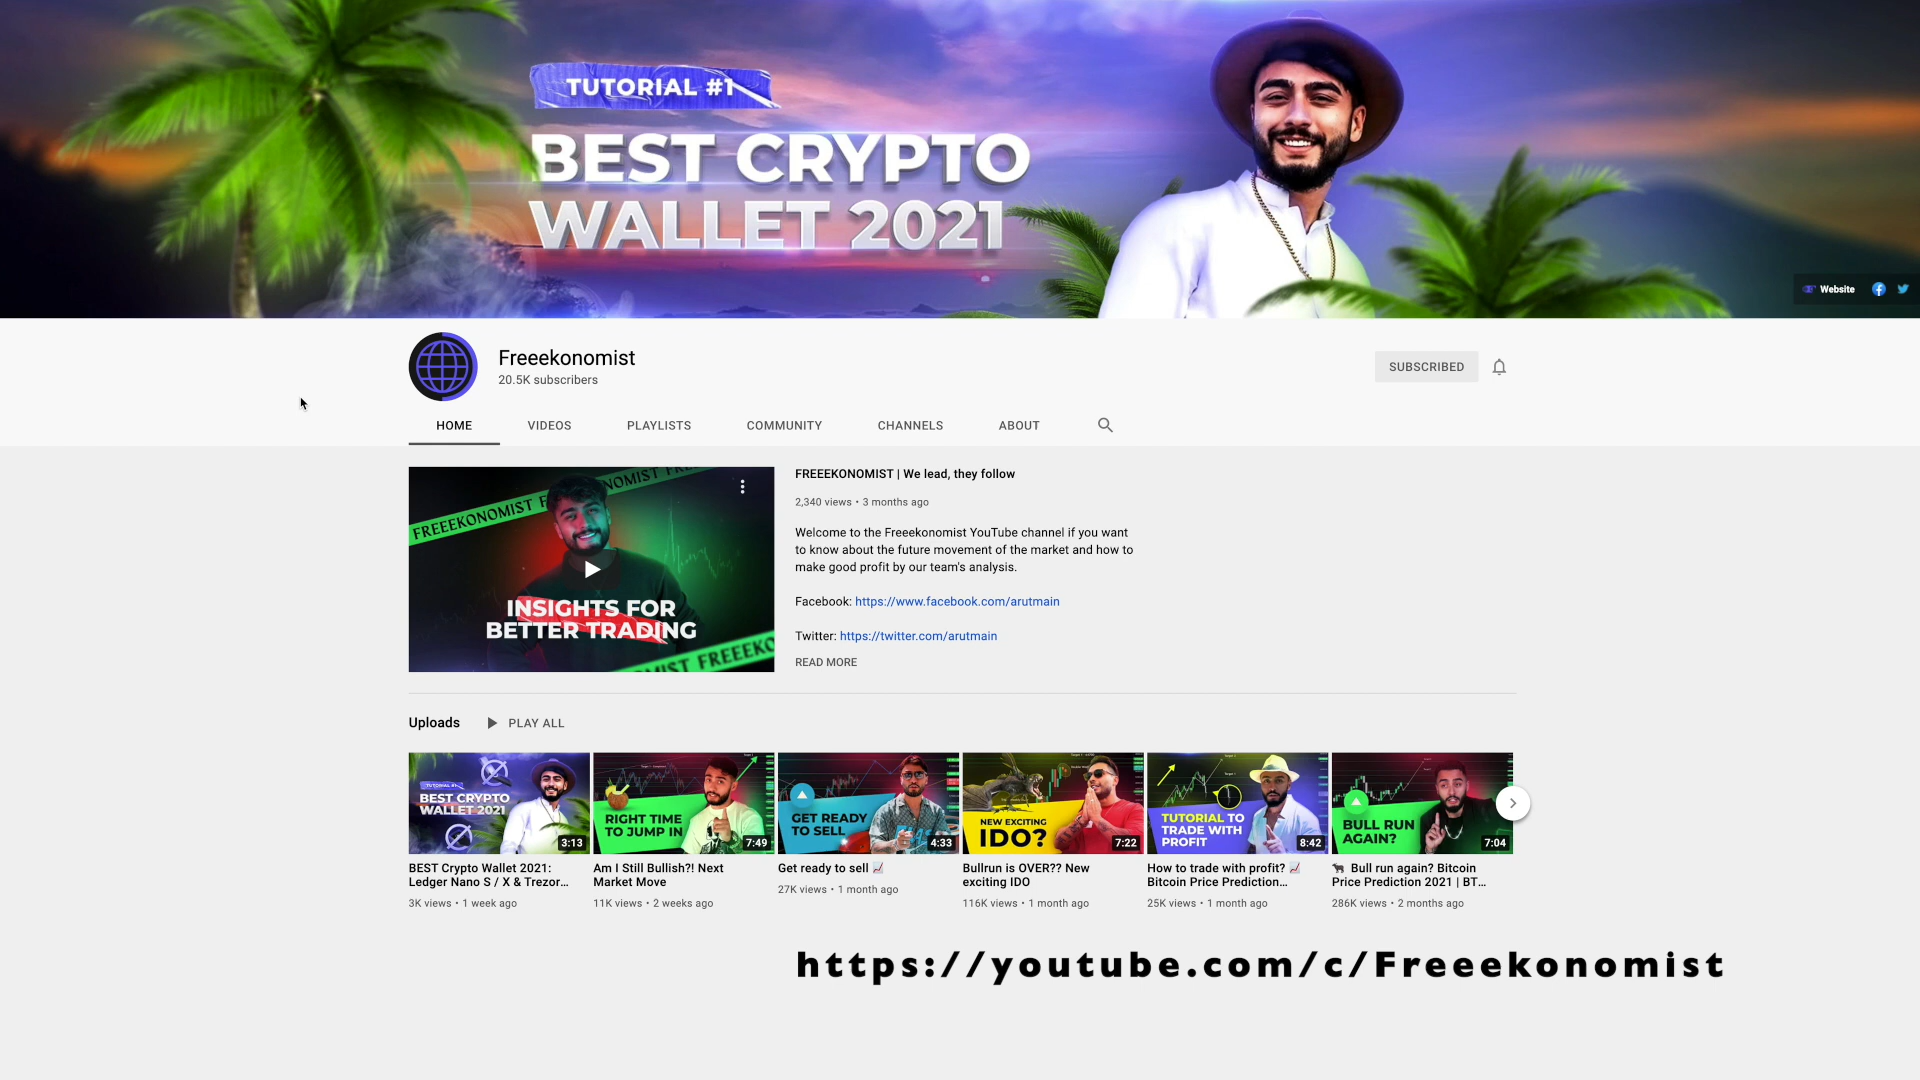 TUTORIAL #1
BEST CRYPTO
WALLET 2021
Website
Freeekonomist
20.5K subscribers
SUBSCRIBED
HOME
VIDEOS
PLAYLISTS
COMMUNITY
CHANNELS
ABOUT
FREEEKONOMIST
INSIGHTS FOR
BETTER TRADING
FREEEKONOMIST | We lead, they follow
2,340 views • 3 months ago
Welcome to the Freeekonomist YouTube channel if you want
to know about the future movement of the market and how to
make good profit by our team's analysis.
Facebook: https://www.facebook.com/arutmain
Twitter: https://twitter.com/arutmain
READ MORE
Uploads
PLAY ALL
BEST CRYPTO
WALLET 2021
3:13
RIGHT TIME
TO JUMP IN
7:49
GET READY
TO SELL
4:33
NEW EXCITING
IDO?
7:22
TUTORIAL TO
TRADE WITH
PROFIT
8:42
BULL RUN
AGAIN?
7:04
BEST Crypto Wallet 2021:
Ledger Nano S / X & Trezor...
3K views • 1 week ago
Am I Still Bullish?! Next
Market Move
11K views • 2 weeks ago
Get ready to sell
27K views • 1 month ago
Bullrun is OVER?? New
exciting IDO
116K views • 1 month ago
How to trade with profit?
Bitcoin Price Prediction...
25K views • 1 month ago
Bull run again? Bitcoin
Price Prediction 2021 | BT...
286K views • 2 months ago
https://youtube.com/c/Freeekonomist